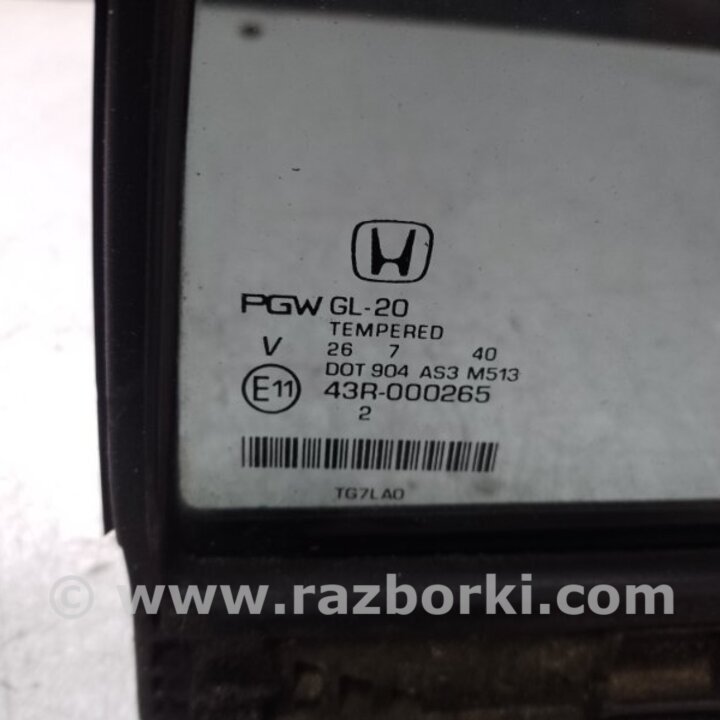 PGW GL-20
TEMPERED
V 26 7 40
DOT 904 AS3 M513
E11 43R-000265
2
TG7LA0
© www.razborki.com